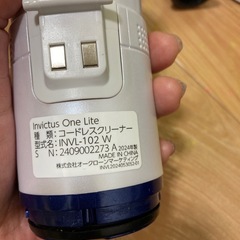 Invictus One Lite
種 類：コードレスクリーナー
型式名：INVL-102 W
S N：2409002273 A 2024年製
MADE IN CHINA
株式会社オークローンマーケティング